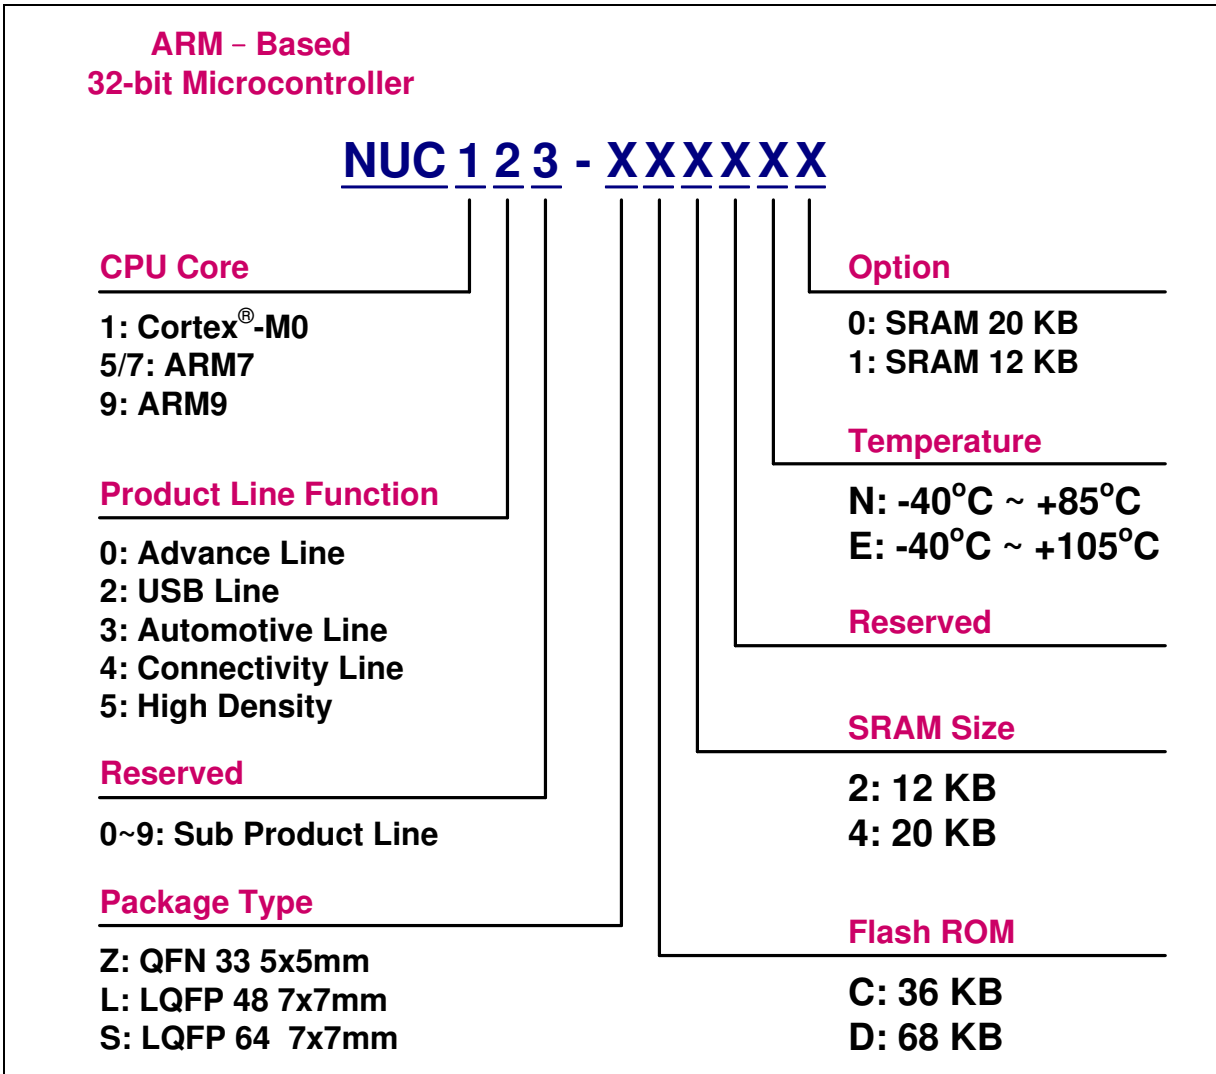 ARM – Based
32-bit Microcontroller
NUC 1 2 3 - X X X X X X
CPU Core
1: Cortex®-M0
5/7: ARM7
9: ARM9
Product Line Function
0: Advance Line
2: USB Line
3: Automotive Line
4: Connectivity Line
5: High Density
Reserved
0~9: Sub Product Line
Package Type
Z: QFN 33 5x5mm
L: LQFP 48 7x7mm
S: LQFP 64  7x7mm
Option
0: SRAM 20 KB
1: SRAM 12 KB
Temperature
N: -40°C ~ +85°C
E: -40°C ~ +105°C
Reserved
SRAM Size
2: 12 KB
4: 20 KB
Flash ROM
C: 36 KB
D: 68 KB